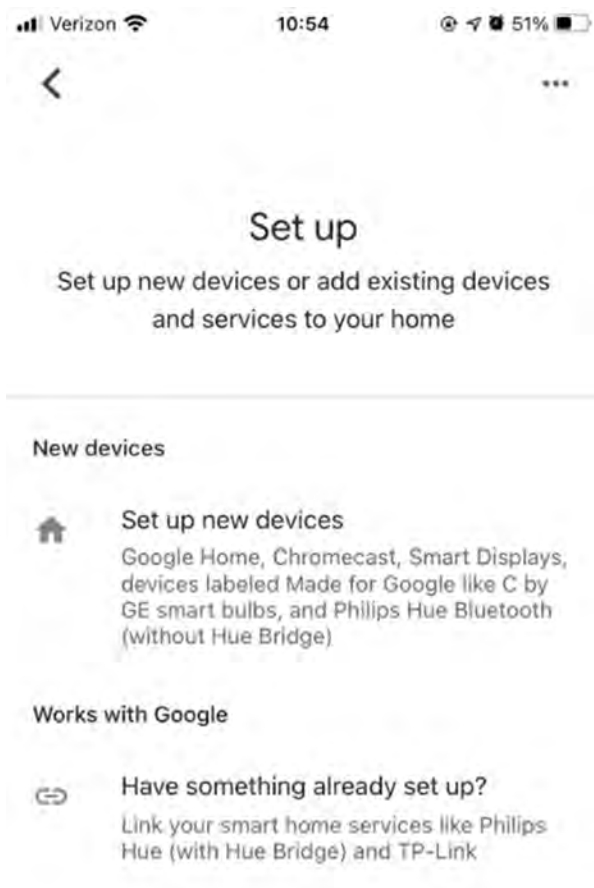 Verizon 10:54 51%
Set up
Set up new devices or add existing devices
and services to your home
New devices
Set up new devices
Google Home, Chromecast, Smart Displays,
devices labeled Made for Google like C by
GE smart bulbs, and Philips Hue Bluetooth
(without Hue Bridge)
Works with Google
Have something already set up?
Link your smart home services like Philips
Hue (with Hue Bridge) and TP-Link